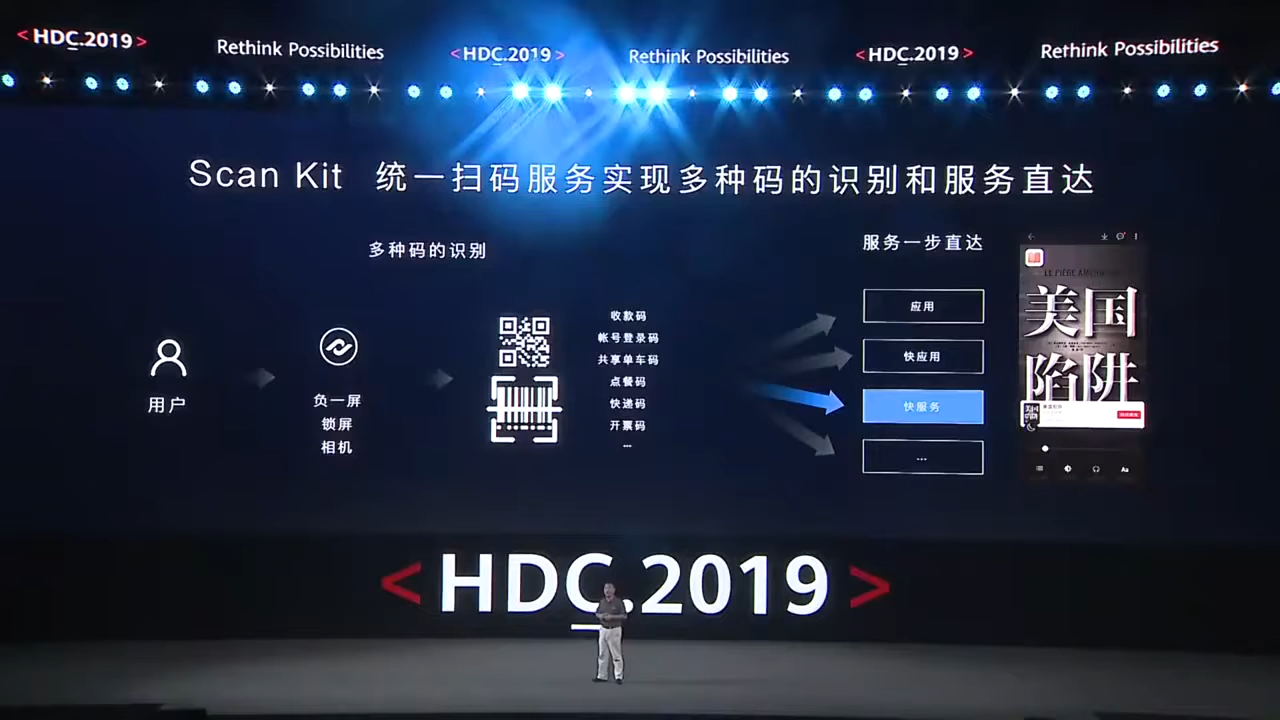 <HDC.2019>
Rethink Possibilities
<HDC.2019>
Rethink Possibilities
<HDC.2019>
Rethink Possibilities
Scan Kit 统一扫码服务实现多种码的识别和服务直达
多种码的识别
用户
负一屏
锁屏
相机
收款码
帐号登录码
共享单车码
点餐码
快递码
开票码
...
服务一步直达
应用
快应用
快服务
...
LE PIÈGE AMÉRICAIN
美国
陷阱
Aa
<HDC.2019>